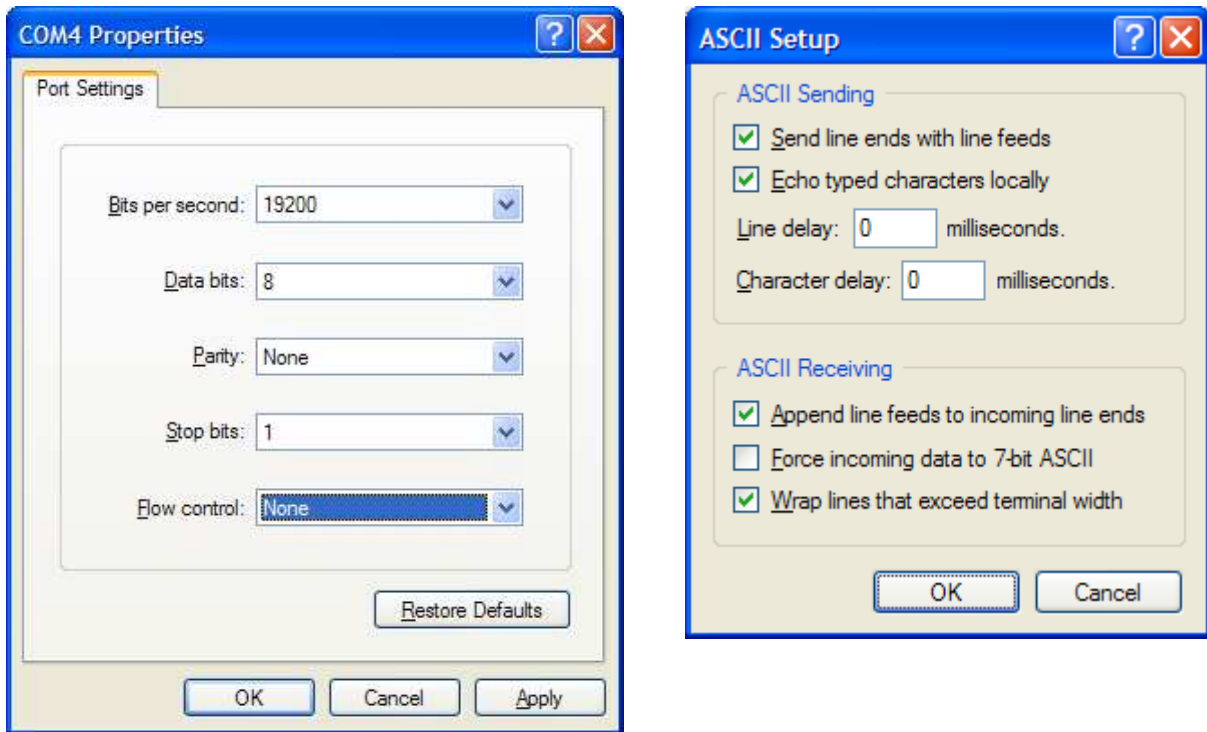 COM4 Properties
Port Settings
Bits per second: 19200
Data bits: 8
Parity: None
Stop bits: 1
Flow control: None
Restore Defaults
OK Cancel Apply
ASCII Setup
ASCII Sending
Send line ends with line feeds
Echo typed characters locally
Line delay: 0 milliseconds.
Character delay: 0 milliseconds.
ASCII Receiving
Append line feeds to incoming line ends
Force incoming data to 7-bit ASCII
Wrap lines that exceed terminal width
OK Cancel